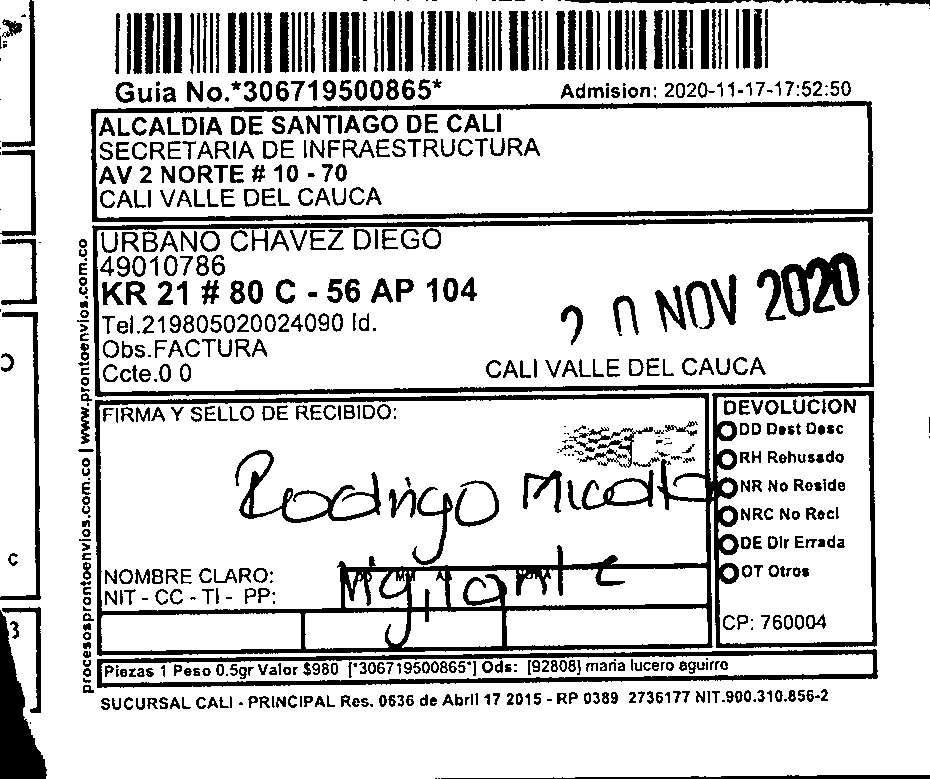 Guia No.*306719500865*
Admision: 2020-11-17-17:52:50
ALCALDIA DE SANTIAGO DE CALI
SECRETARIA DE INFRAESTRUCTURA
AV 2 NORTE # 10 - 70
CALI VALLE DEL CAUCA
URBANO CHAVEZ DIEGO
49010786
KR 21 # 80 C - 56 AP 104
Tel.219805020024090 Id.
Obs.FACTURA
Ccte.0 0
20 NOV 2020
CALI VALLE DEL CAUCA
procesosprontoenvios.com.co | www.prontoenvios.com.co
FIRMA Y SELLO DE RECIBIDO:
Rodrigo
Vigilante
NOMBRE CLARO:
NIT - CC - TI - PP:
DEVOLUCION
DD Dest Desc
RH Rehusado
NR No Reside
NRC No Recl
DE Dir Errada
OT Otros
CP: 760004
Piezas 1 Peso 0.5gr Valor $980 [*306719500865*] Ods: [92808] maria lucero aguirre
SUCURSAL CALI - PRINCIPAL Res. 0636 de Abril 17 2015 - RP 0389 2736177 NIT.900.310.856-2